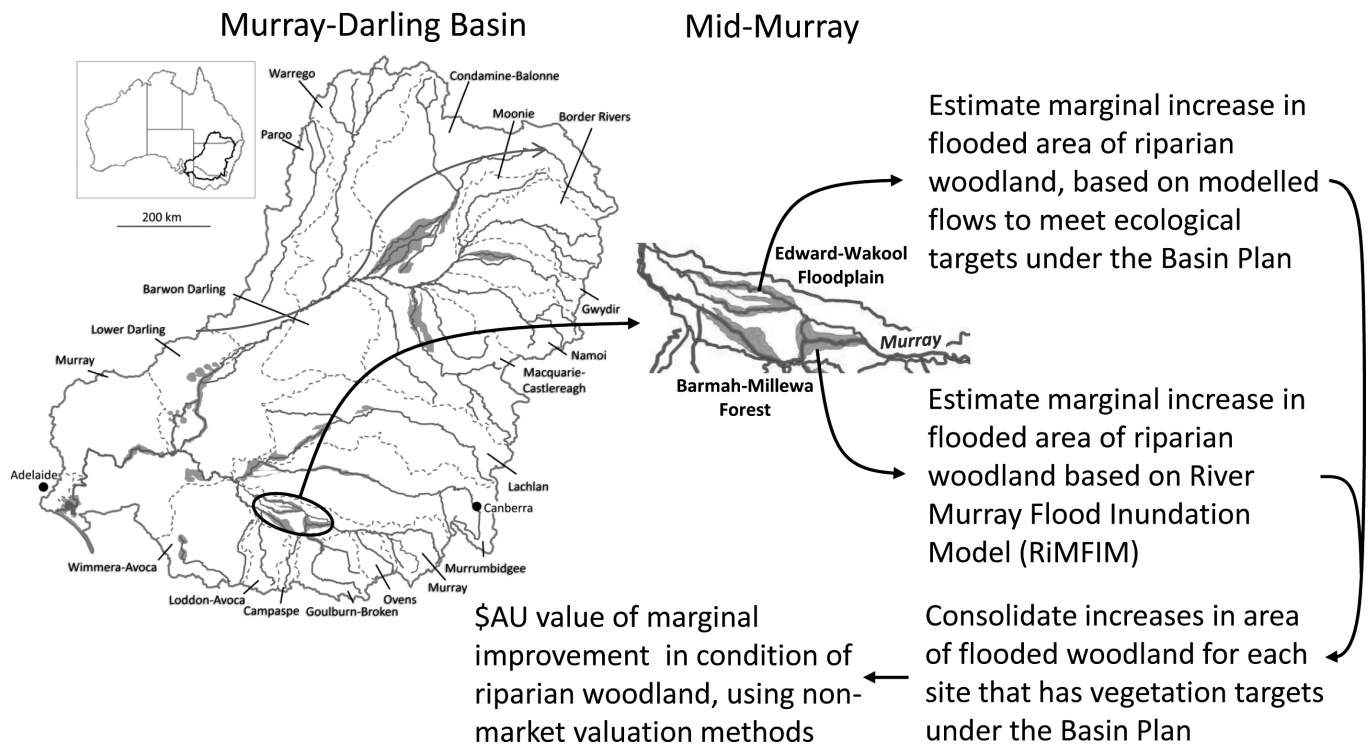 Murray-Darling Basin
Mid-Murray
Warrego
Condamine-Balonne
Moonie
Border Rivers
Paroo
200 km
Barwon Darling
Lower Darling
Murray
Gwydir
Namoi
Macquarie-
Castlereagh
Adelaide
Lachlan
Canberra
Wimmera-Avoca
Murrumbidgee
Murray
Loddon-Avoca
Ovens
Campaspe
Goulburn-Broken
Edward-Wakool
Floodplain
Murray
Barmah-Millewa
Forest
Estimate marginal increase in
flooded area of riparian
woodland, based on modelled
flows to meet ecological
targets under the Basin Plan
Estimate marginal increase in
flooded area of riparian
woodland based on River
Murray Flood Inundation
Model (RiMFIM)
Consolidate increases in area
of flooded woodland for each
site that has vegetation targets
under the Basin Plan
$AU value of marginal
improvement  in condition of
riparian woodland, using non-
market valuation methods